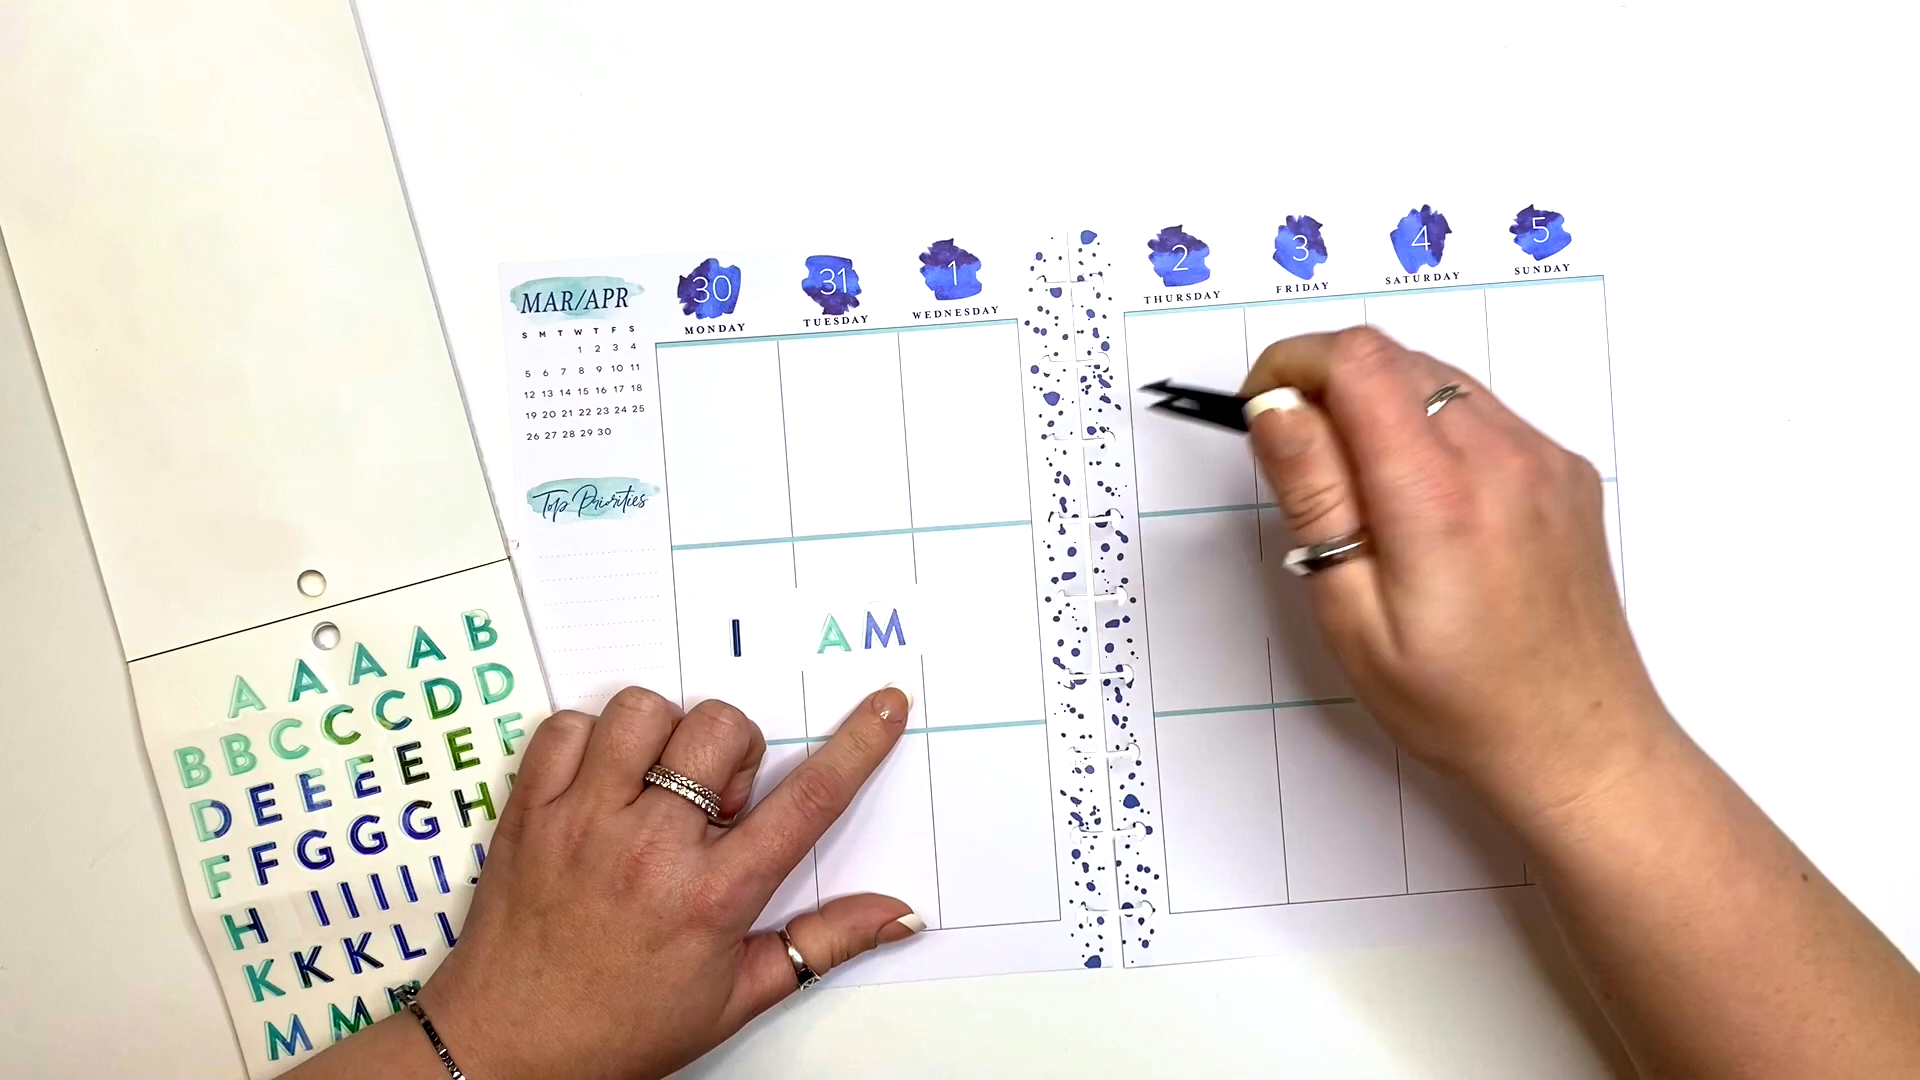 MAR/APR
S M T W T F S
1 2 3 4
5 6 7 8 9 10 11
12 13 14 15 16 17 18
19 20 21 22 23 24 25
26 27 28 29 30
Top Priorities
30 31 1 2 3 4 5
MONDAY TUESDAY WEDNESDAY THURSDAY FRIDAY SATURDAY SUNDAY
I AM
A A A A B
B B C C C D D
D E E E E E F
F F G G G H
H I I I I J
K K K L L
M M